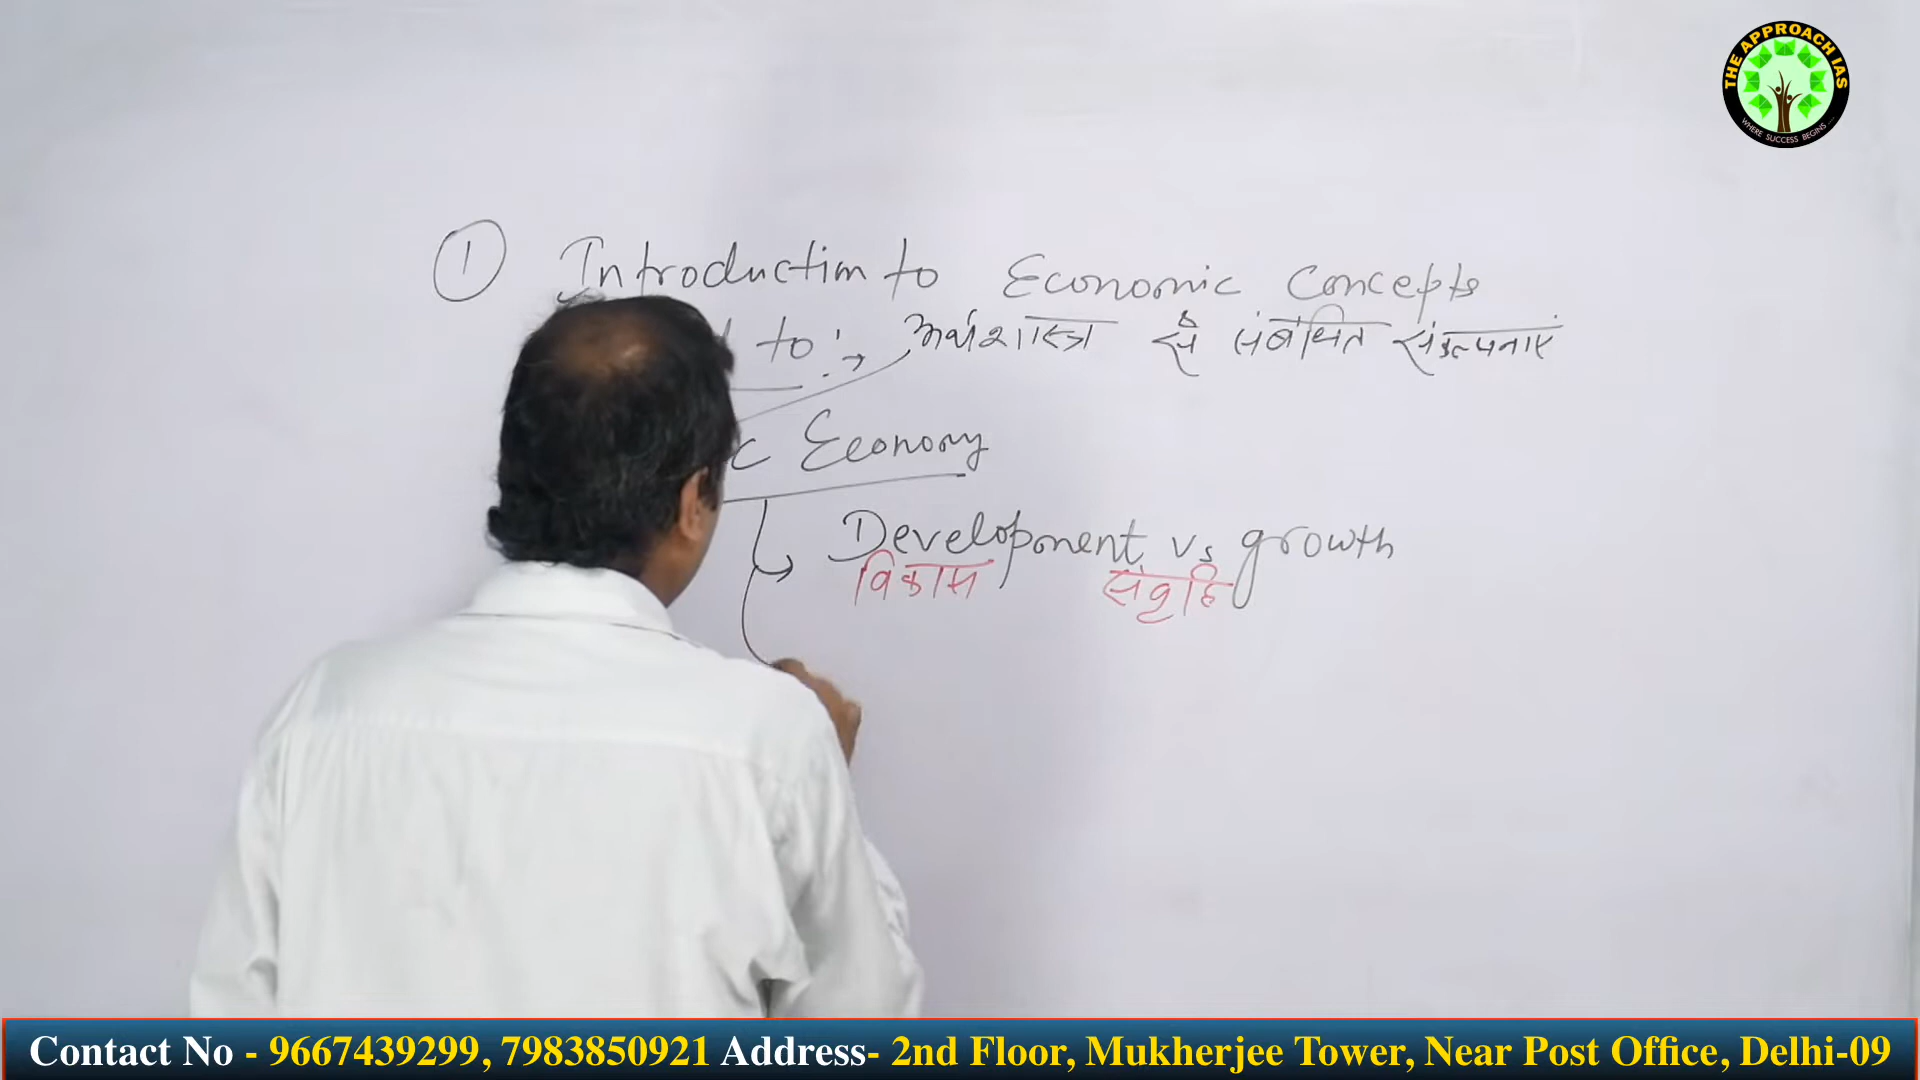 THE APPROACH IAS
WHERE SUCCESS BEGINS ....
1 Introduction to Economic Concepts
to : → अर्थशास्त्र से संबंधित संकल्पनाएं
c Economy
Development vs growth
विकास संवृद्धि
Contact No - 9667439299, 7983850921 Address- 2nd Floor, Mukherjee Tower, Near Post Office, Delhi-09